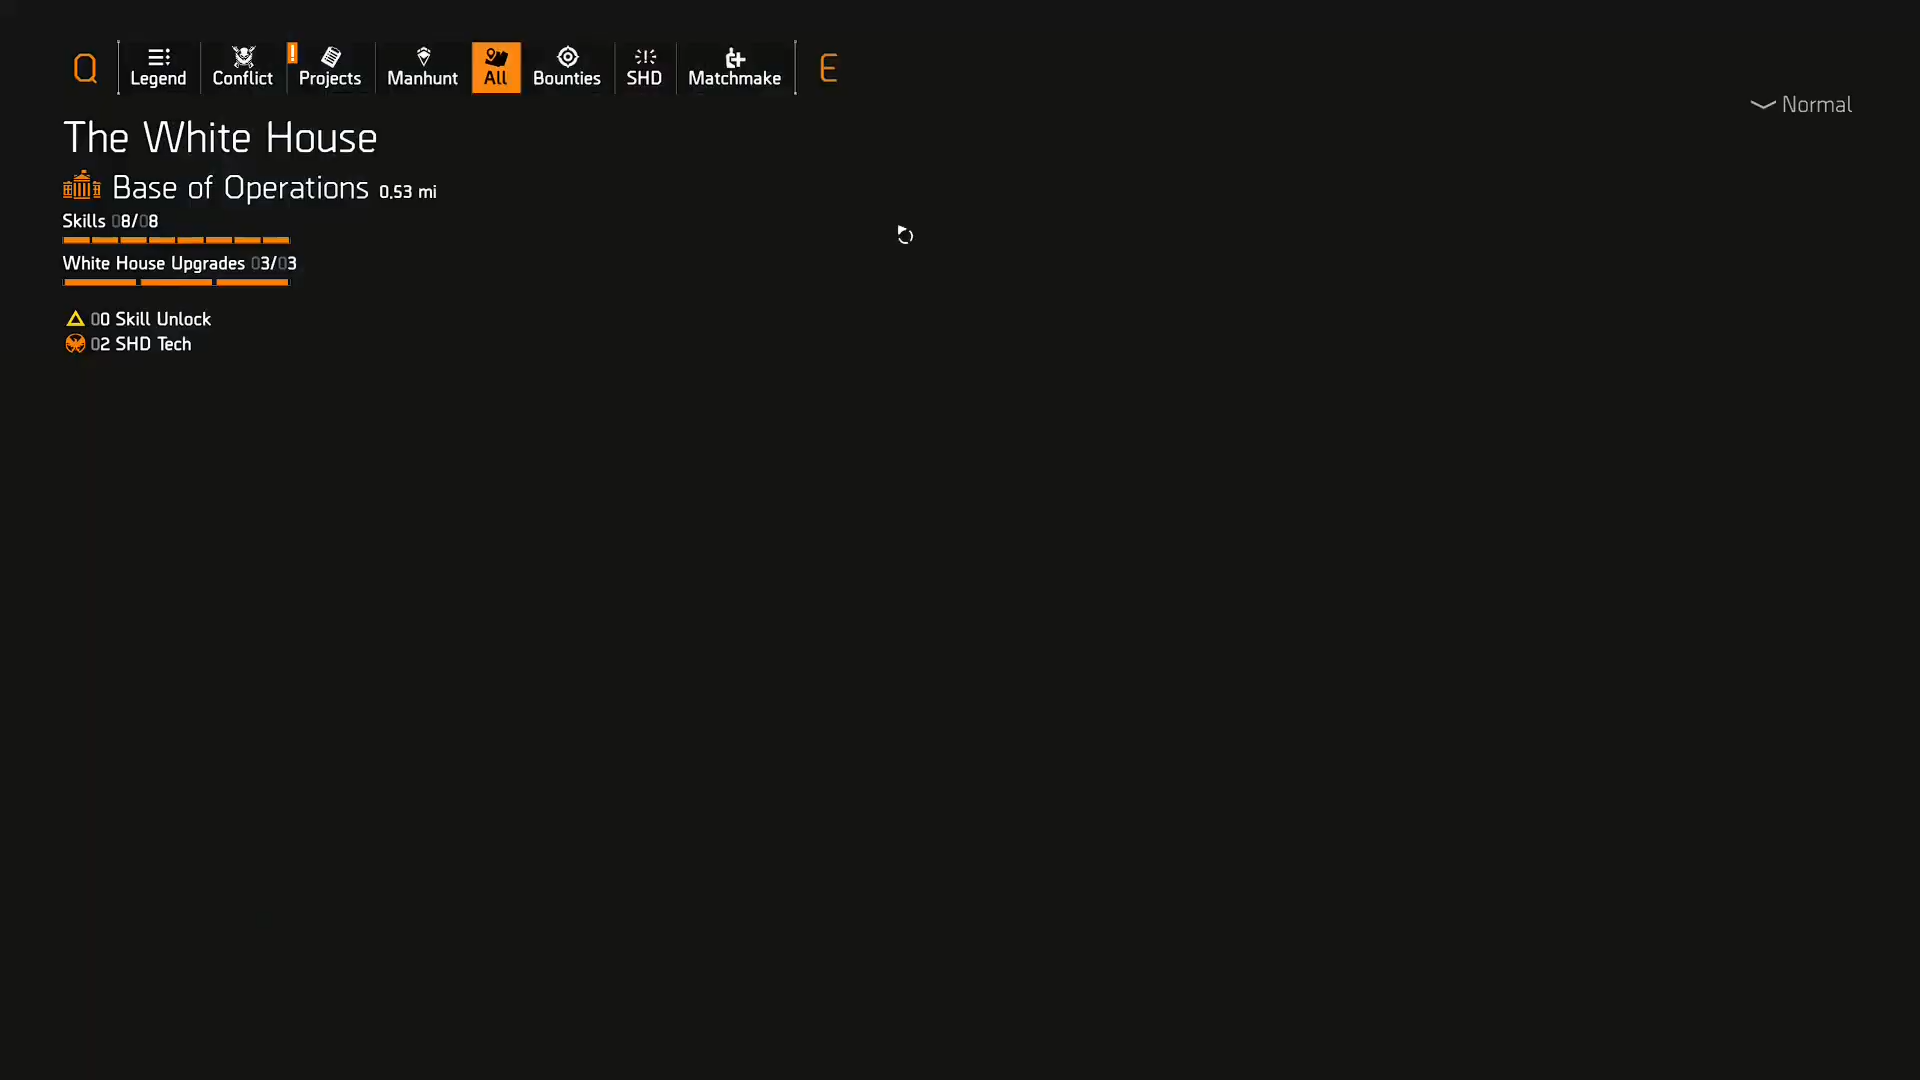 Q Legend Conflict ! Projects Manhunt All Bounties SHD Matchmake E
Normal
The White House
Base of Operations 0.53 mi
Skills 08/08
White House Upgrades 03/03
00 Skill Unlock
02 SHD Tech